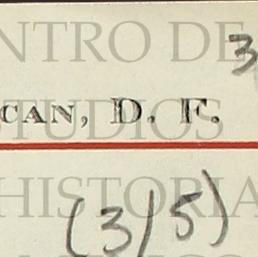 NTRO DE
3
CAN, D. F.
STUDIOS
HISTORIA
(3/5)